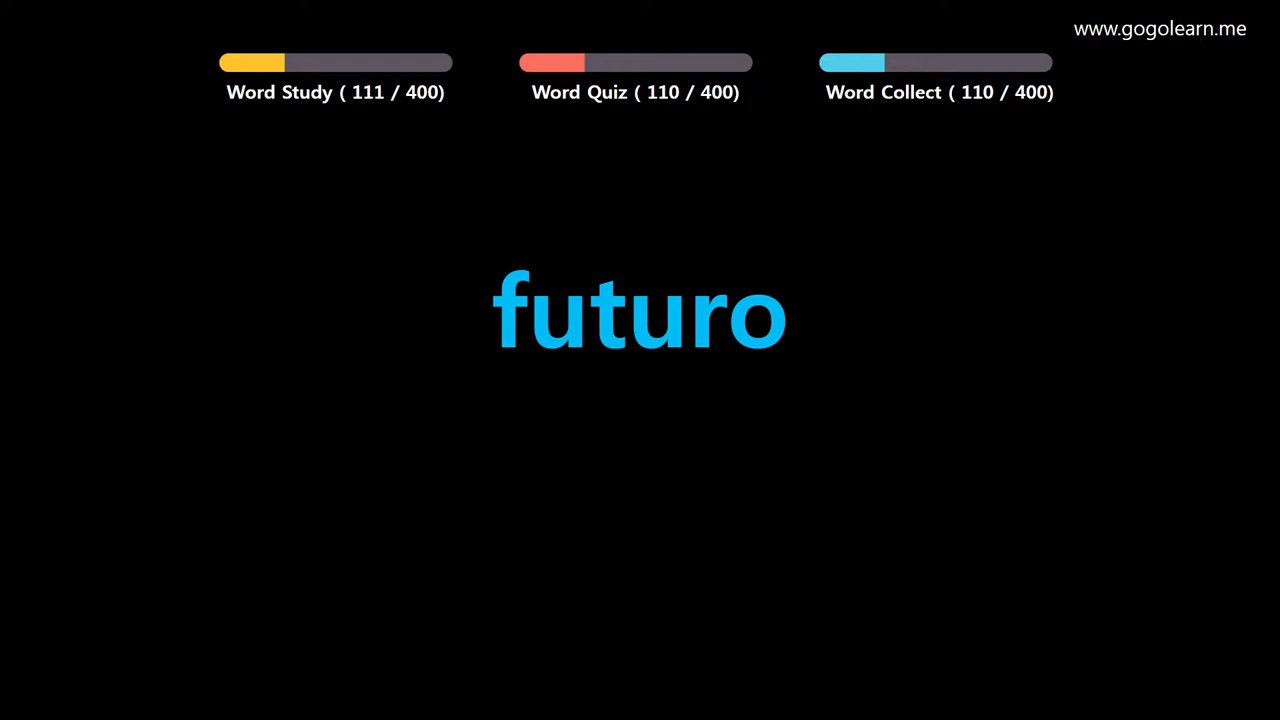 www.gogolearn.me
Word Study ( 111 / 400)
Word Quiz ( 110 / 400)
Word Collect ( 110 / 400)
futuro